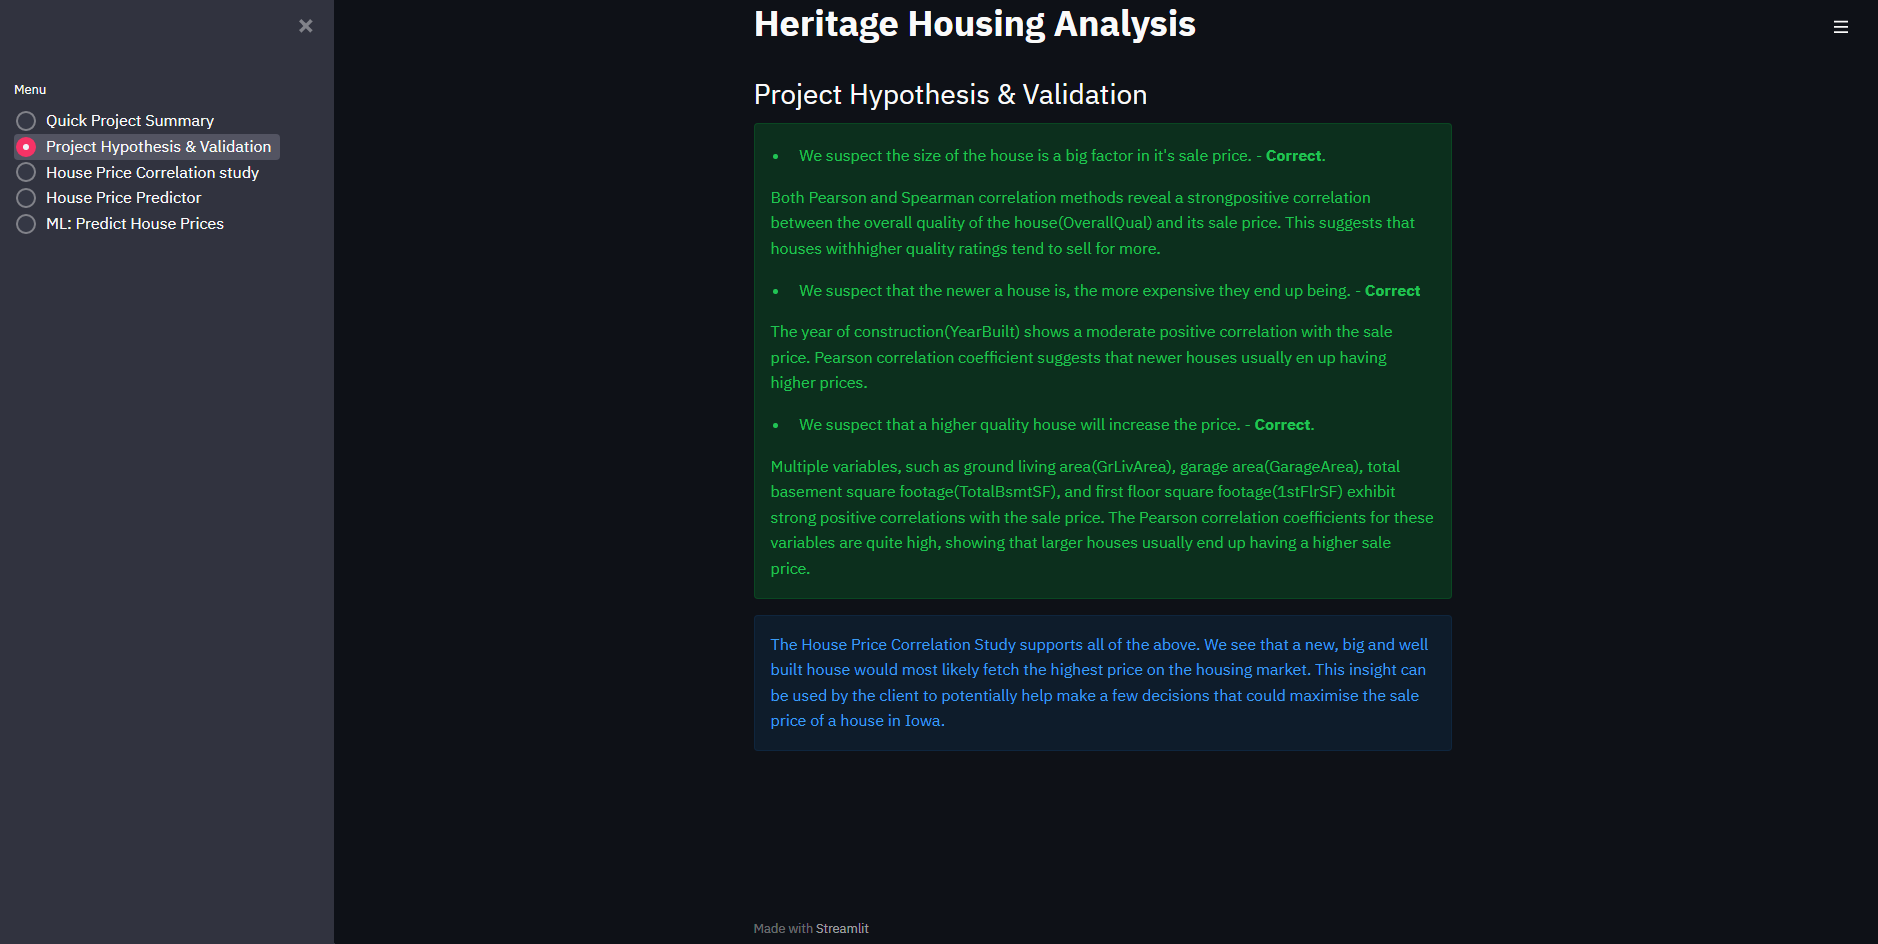 Menu
Quick Project Summary
Project Hypothesis & Validation
House Price Correlation study
House Price Predictor
ML: Predict House Prices
Heritage Housing Analysis
Project Hypothesis & Validation
• We suspect the size of the house is a big factor in it's sale price. - Correct.
Both Pearson and Spearman correlation methods reveal a strongpositive correlation
between the overall quality of the house(OverallQual) and its sale price. This suggests that
houses withhigher quality ratings tend to sell for more.
• We suspect that the newer a house is, the more expensive they end up being. - Correct
The year of construction(YearBuilt) shows a moderate positive correlation with the sale
price. Pearson correlation coefficient suggests that newer houses usually en up having
higher prices.
• We suspect that a higher quality house will increase the price. - Correct.
Multiple variables, such as ground living area(GrLivArea), garage area(GarageArea), total
basement square footage(TotalBsmtSF), and first floor square footage(1stFlrSF) exhibit
strong positive correlations with the sale price. The Pearson correlation coefficients for these
variables are quite high, showing that larger houses usually end up having a higher sale
price.
The House Price Correlation Study supports all of the above. We see that a new, big and well
built house would most likely fetch the highest price on the housing market. This insight can
be used by the client to potentially help make a few decisions that could maximise the sale
price of a house in Iowa.
Made with Streamlit